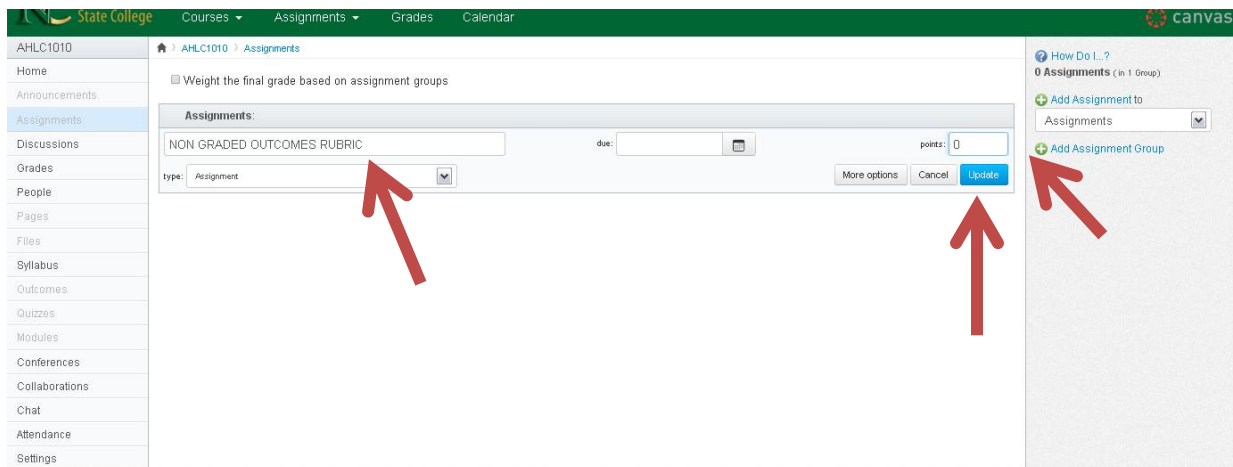 State College Courses Assignments Grades Calendar canvas
AHLC1010
Home
Announcements
Assignments
Discussions
Grades
People
Pages
Files
Syllabus
Outcomes
Quizzes
Modules
Conferences
Collaborations
Chat
Attendance
Settings
AHLC1010 Assignments
Weight the final grade based on assignment groups
Assignments:
NON GRADED OUTCOMES RUBRIC due: points: 0
type: Assignment More options Cancel Update
How Do I...?
0 Assignments (in 1 Group)
Add Assignment to
Assignments
Add Assignment Group